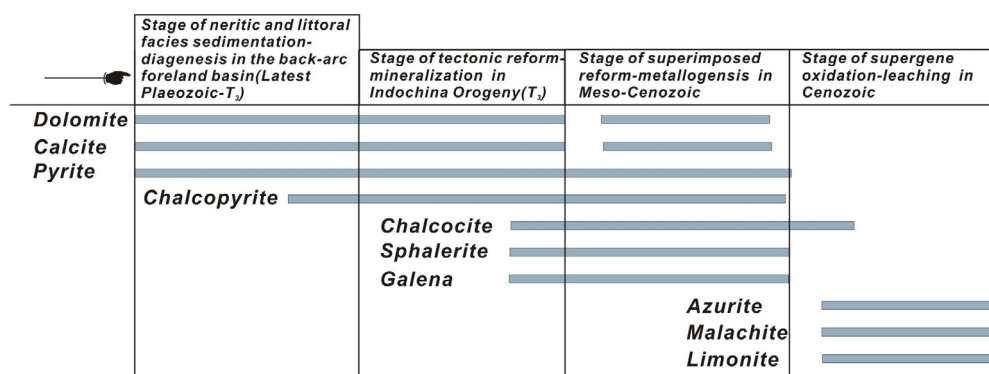 Stage of neritic and littoral
facies sedimentation-
diagenesis in the back-arc
foreland basin(Latest
Plaeozoic-T₃)
Stage of tectonic reform-
mineralization in
Indochina Orogeny(T₃)
Stage of superimposed
reform-metallogensis in
Meso-Cenozoic
Stage of supergene
oxidation-leaching in
Cenozoic
Dolomite
Calcite
Pyrite
Chalcopyrite
Chalcocite
Sphalerite
Galena
Azurite
Malachite
Limonite